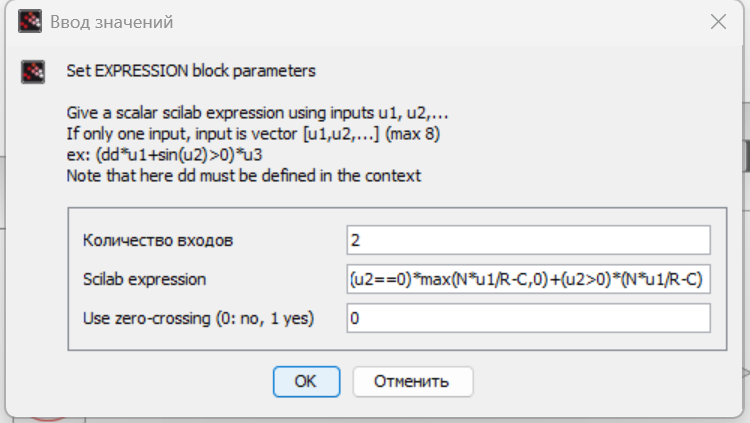 Ввод значений
Set EXPRESSION block parameters
Give a scalar scilab expression using inputs u1, u2,...
If only one input, input is vector [u1,u2,...] (max 8)
ex: (dd*u1+sin(u2)>0)*u3
Note that here dd must be defined in the context
Количество входов
2
Scilab expression
(u2==0)*max(N*u1/R-C,0)+(u2>0)*(N*u1/R-C)
Use zero-crossing (0: no, 1 yes)
0
OK
Отменить